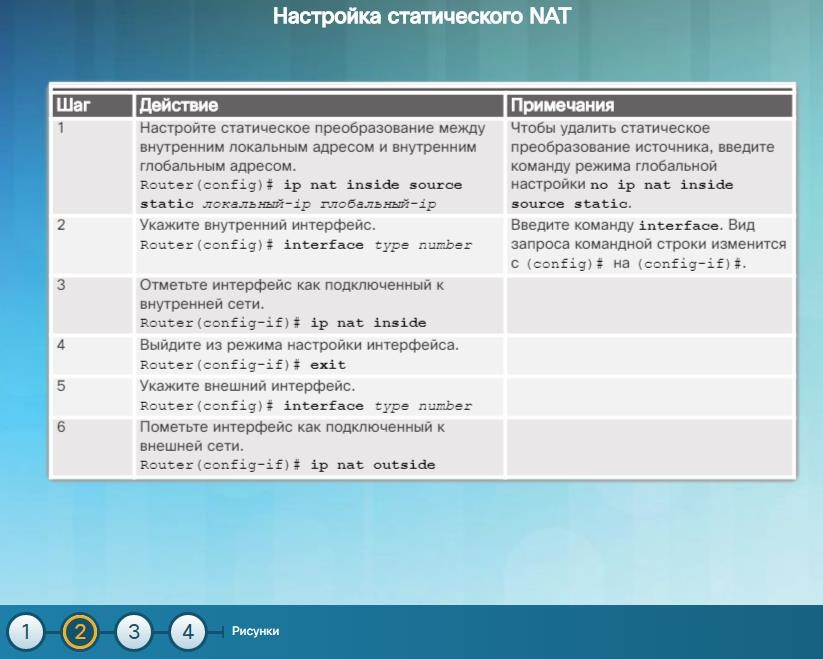 Настройка статического NAT
Шаг Действие Примечания
1 Настройте статическое преобразование между внутренним локальным адресом и внутренним глобальным адресом.
Router(config)# ip nat inside source static локальный-ip глобальный-ip
Чтобы удалить статическое преобразование источника, введите команду режима глобальной настройки no ip nat inside source static.
2 Укажите внутренний интерфейс.
Router(config)# interface type number
Введите команду interface. Вид запроса командной строки изменится с (config)# на (config-if)#.
3 Отметьте интерфейс как подключенный к внутренней сети.
Router(config-if)# ip nat inside
4 Выйдите из режима настройки интерфейса.
Router(config-if)# exit
5 Укажите внешний интерфейс.
Router(config)# interface type number
6 Пометьте интерфейс как подключенный к внешней сети.
Router(config-if)# ip nat outside
1 2 3 4 Рисунки